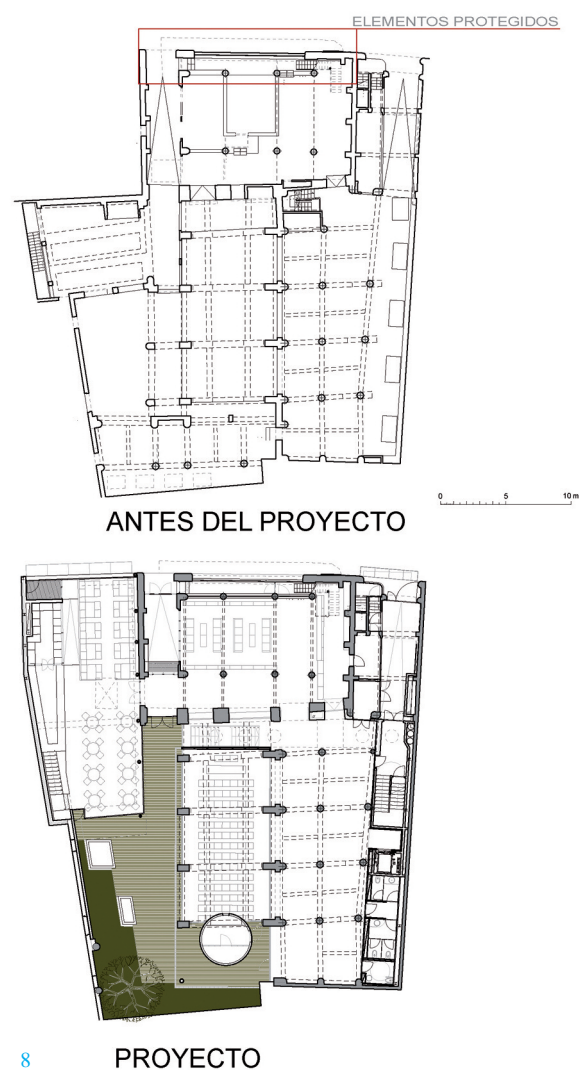 ELEMENTOS PROTEGIDOS
0 5 10 m
ANTES DEL PROYECTO
8 PROYECTO